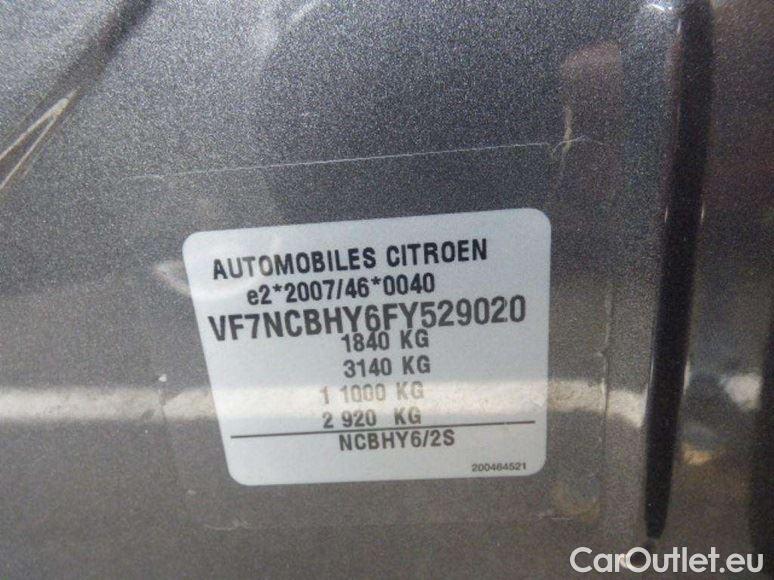 AUTOMOBILES CITROEN
e2*2007/46*0040
VF7NCBHY6FY529020
1840 KG
3140 KG
1 1000 KG
2 920 KG
NCBHY6/2S
200464521
CarOutlet.eu